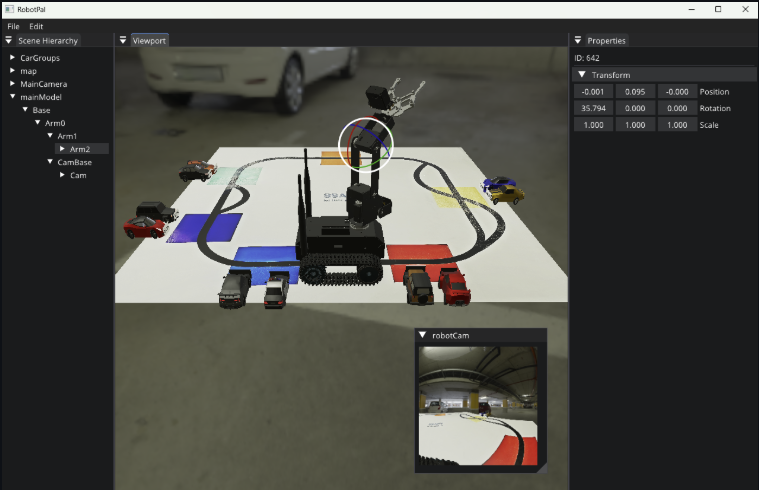 RobotPal
File Edit
Scene Hierarchy
CarGroups
map
MainCamera
mainModel
Base
Arm0
Arm1
Arm2
CamBase
Cam
Viewport
robotCam
Properties
ID: 642
Transform
-0.001 0.095 -0.000 Position
35.794 0.000 0.000 Rotation
1.000 1.000 1.000 Scale